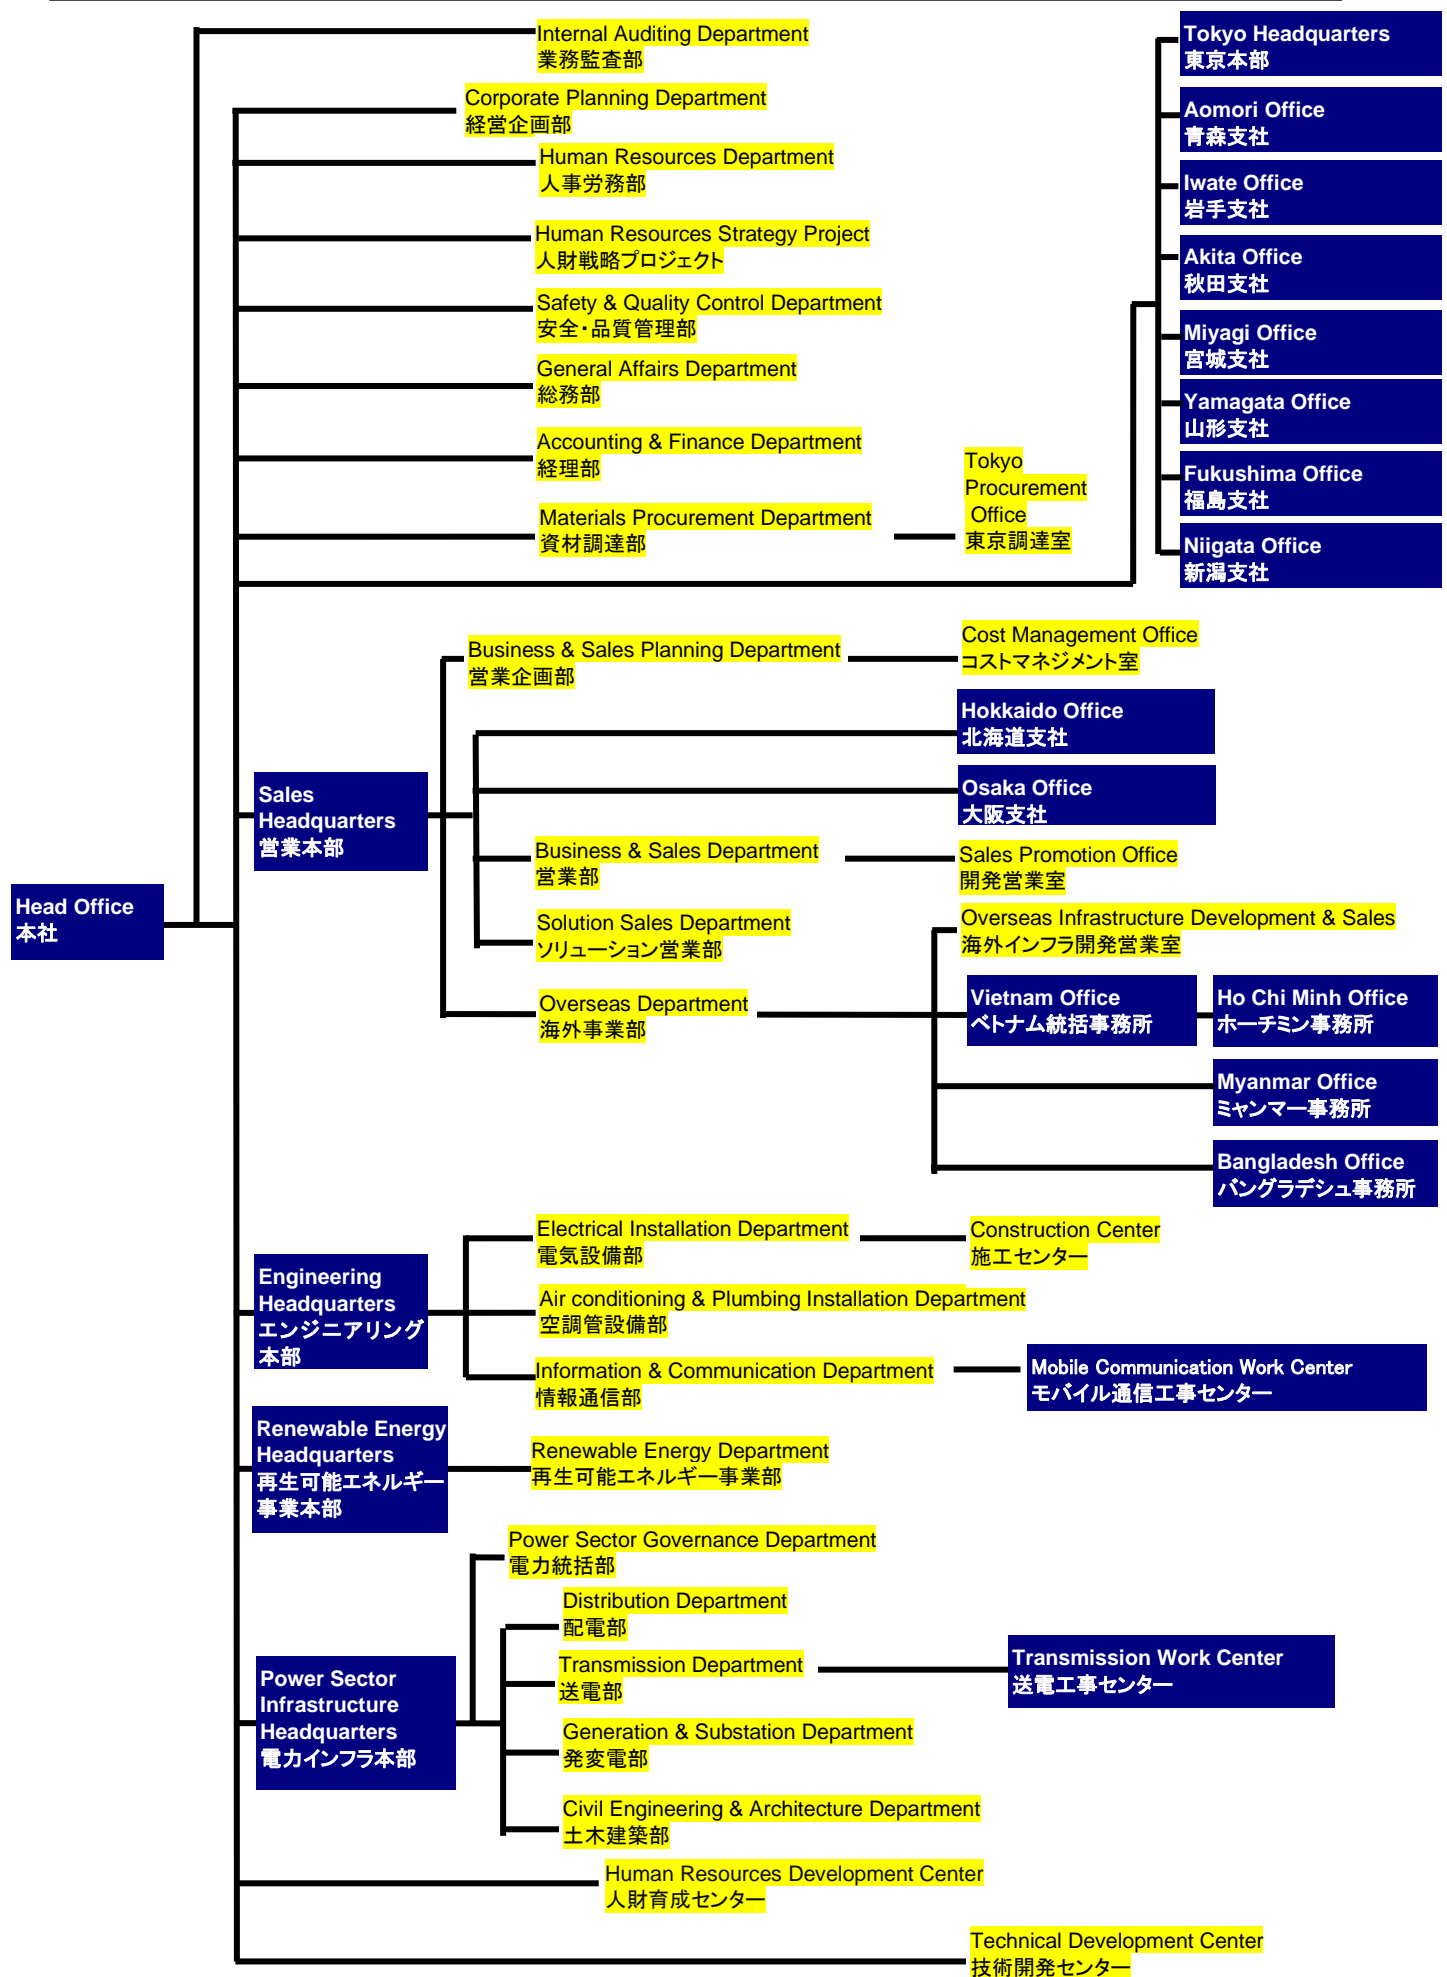 Internal Auditing Department
業務監査部
Corporate Planning Department
経営企画部
Human Resources Department
人事労務部
Human Resources Strategy Project
人財戦略プロジェクト
Safety & Quality Control Department
安全・品質管理部
General Affairs Department
総務部
Accounting & Finance Department
経理部
Materials Procurement Department
資材調達部
Tokyo
Procurement
Office
東京調達室
Tokyo Headquarters
東京本部
Aomori Office
青森支社
Iwate Office
岩手支社
Akita Office
秋田支社
Miyagi Office
宮城支社
Yamagata Office
山形支社
Fukushima Office
福島支社
Niigata Office
新潟支社
Business & Sales Planning Department
営業企画部
Cost Management Office
コストマネジメント室
Hokkaido Office
北海道支社
Osaka Office
大阪支社
Sales
Headquarters
営業本部
Business & Sales Department
営業部
Sales Promotion Office
開発営業室
Head Office
本社
Solution Sales Department
ソリューション営業部
Overseas Infrastructure Development & Sales
海外インフラ開発営業室
Overseas Department
海外事業部
Vietnam Office
ベトナム統括事務所
Ho Chi Minh Office
ホーチミン事務所
Myanmar Office
ミャンマー事務所
Bangladesh Office
バングラデシュ事務所
Engineering
Headquarters
エンジニアリング
本部
Electrical Installation Department
電気設備部
Construction Center
施工センター
Air conditioning & Plumbing Installation Department
空調管設備部
Information & Communication Department
情報通信部
Mobile Communication Work Center
モバイル通信工事センター
Renewable Energy
Headquarters
再生可能エネルギー
事業本部
Renewable Energy Department
再生可能エネルギー事業部
Power Sector Governance Department
電力統括部
Distribution Department
配電部
Power Sector
Infrastructure
Headquarters
電力インフラ本部
Transmission Department
送電部
Transmission Work Center
送電工事センター
Generation & Substation Department
発変電部
Civil Engineering & Architecture Department
土木建築部
Human Resources Development Center
人財育成センター
Technical Development Center
技術開発センター